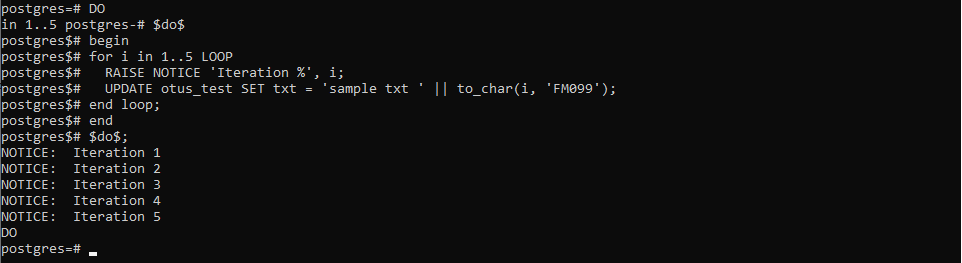 postgres=# DO
in 1..5 postgres-# $do$
postgres$# begin
postgres$# for i in 1..5 LOOP
postgres$#   RAISE NOTICE 'Iteration %', i;
postgres$#   UPDATE otus_test SET txt = 'sample txt ' || to_char(i, 'FM099');
postgres$# end loop;
postgres$# end
postgres$# $do$;
NOTICE:  Iteration 1
NOTICE:  Iteration 2
NOTICE:  Iteration 3
NOTICE:  Iteration 4
NOTICE:  Iteration 5
DO
postgres=#